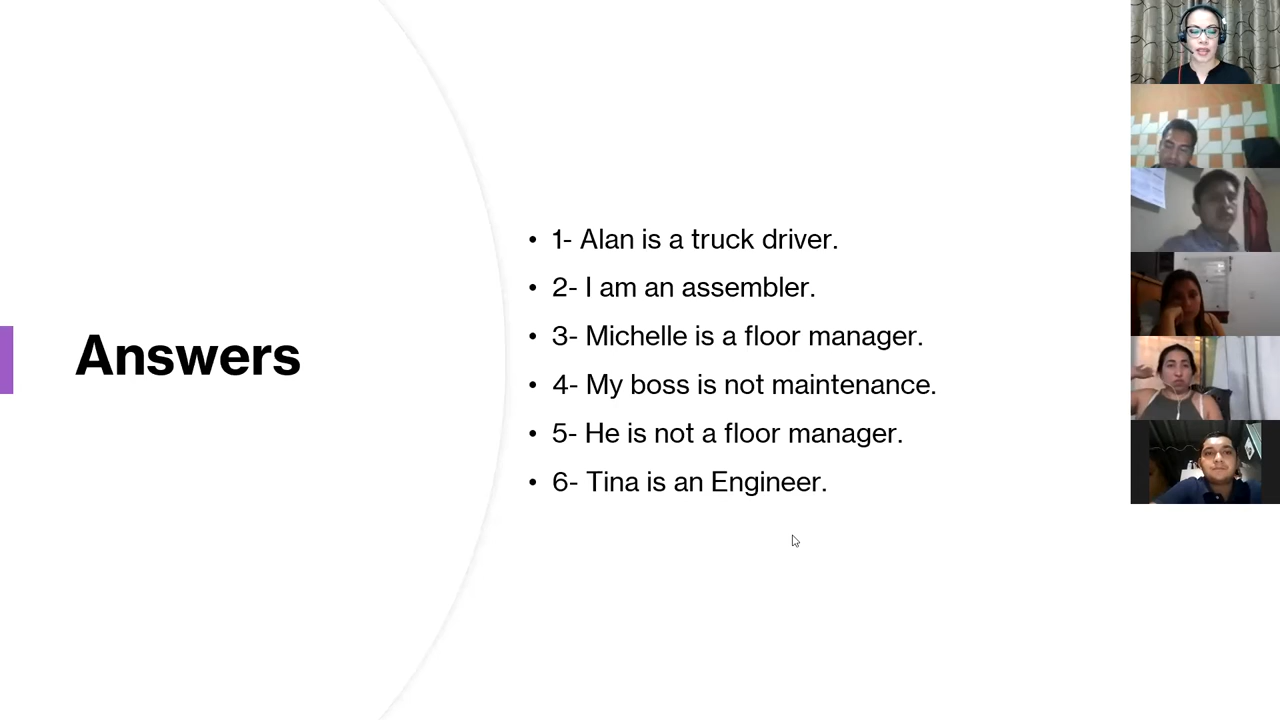 Answers
• 1- Alan is a truck driver.
• 2- I am an assembler.
• 3- Michelle is a floor manager.
• 4- My boss is not maintenance.
• 5- He is not a floor manager.
• 6- Tina is an Engineer.